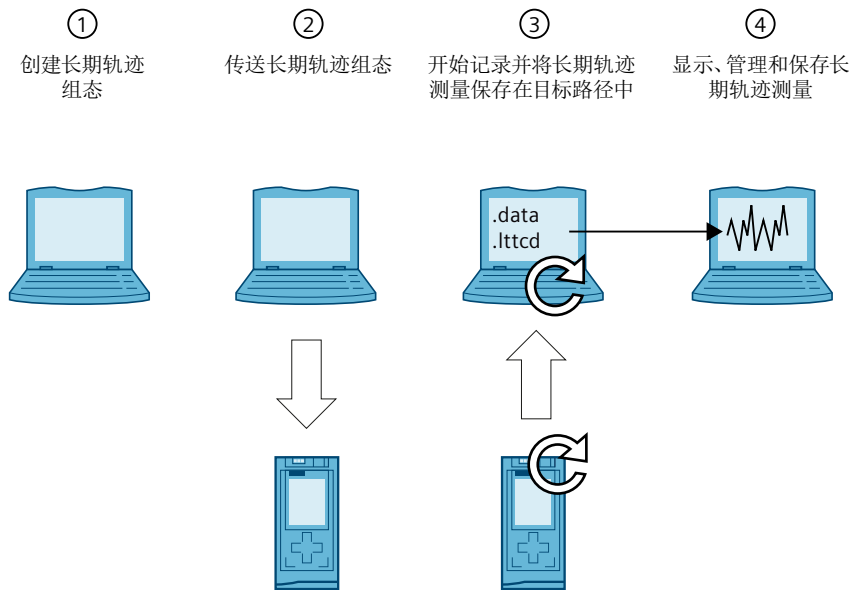 1
创建长期轨迹
组态
2
传送长期轨迹组态
3
开始记录并将长期轨迹
测量保存在目标路径中
4
显示、管理和保存长
期轨迹测量
.data
.lttcd